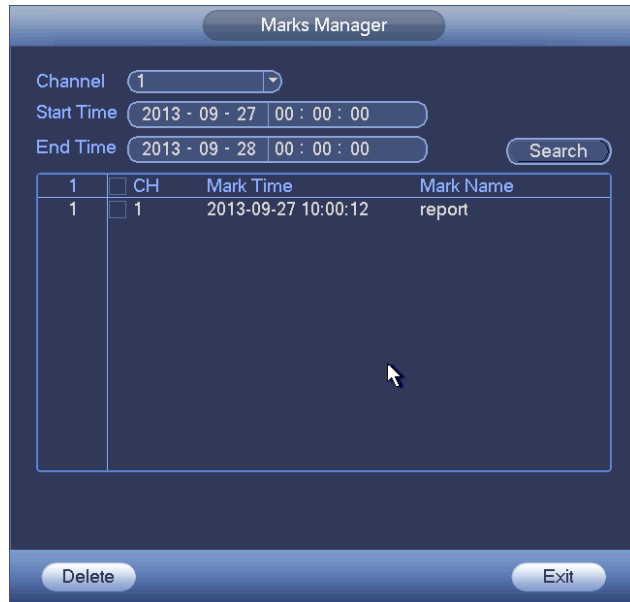 Marks Manager
Channel 1
Start Time 2013 - 09 - 27 00 : 00 : 00
End Time 2013 - 09 - 28 00 : 00 : 00 Search
1 CH Mark Time Mark Name
1 1 2013-09-27 10:00:12 report
Delete Exit